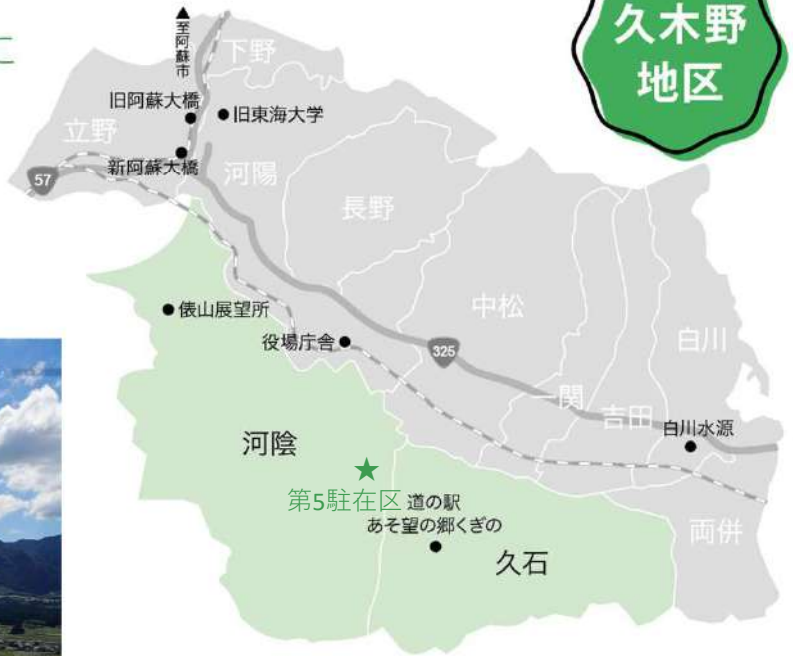 久木野
地区
に
至阿蘇市
下野
旧阿蘇大橋
旧東海大学
立野
新阿蘇大橋
57
河陽
長野
俵山展望所
中松
役場庁舎
325
白川
一関
吉田
白川水源
河陰
第5駐在区
道の駅
あそ望の郷くぎの
久石
両併